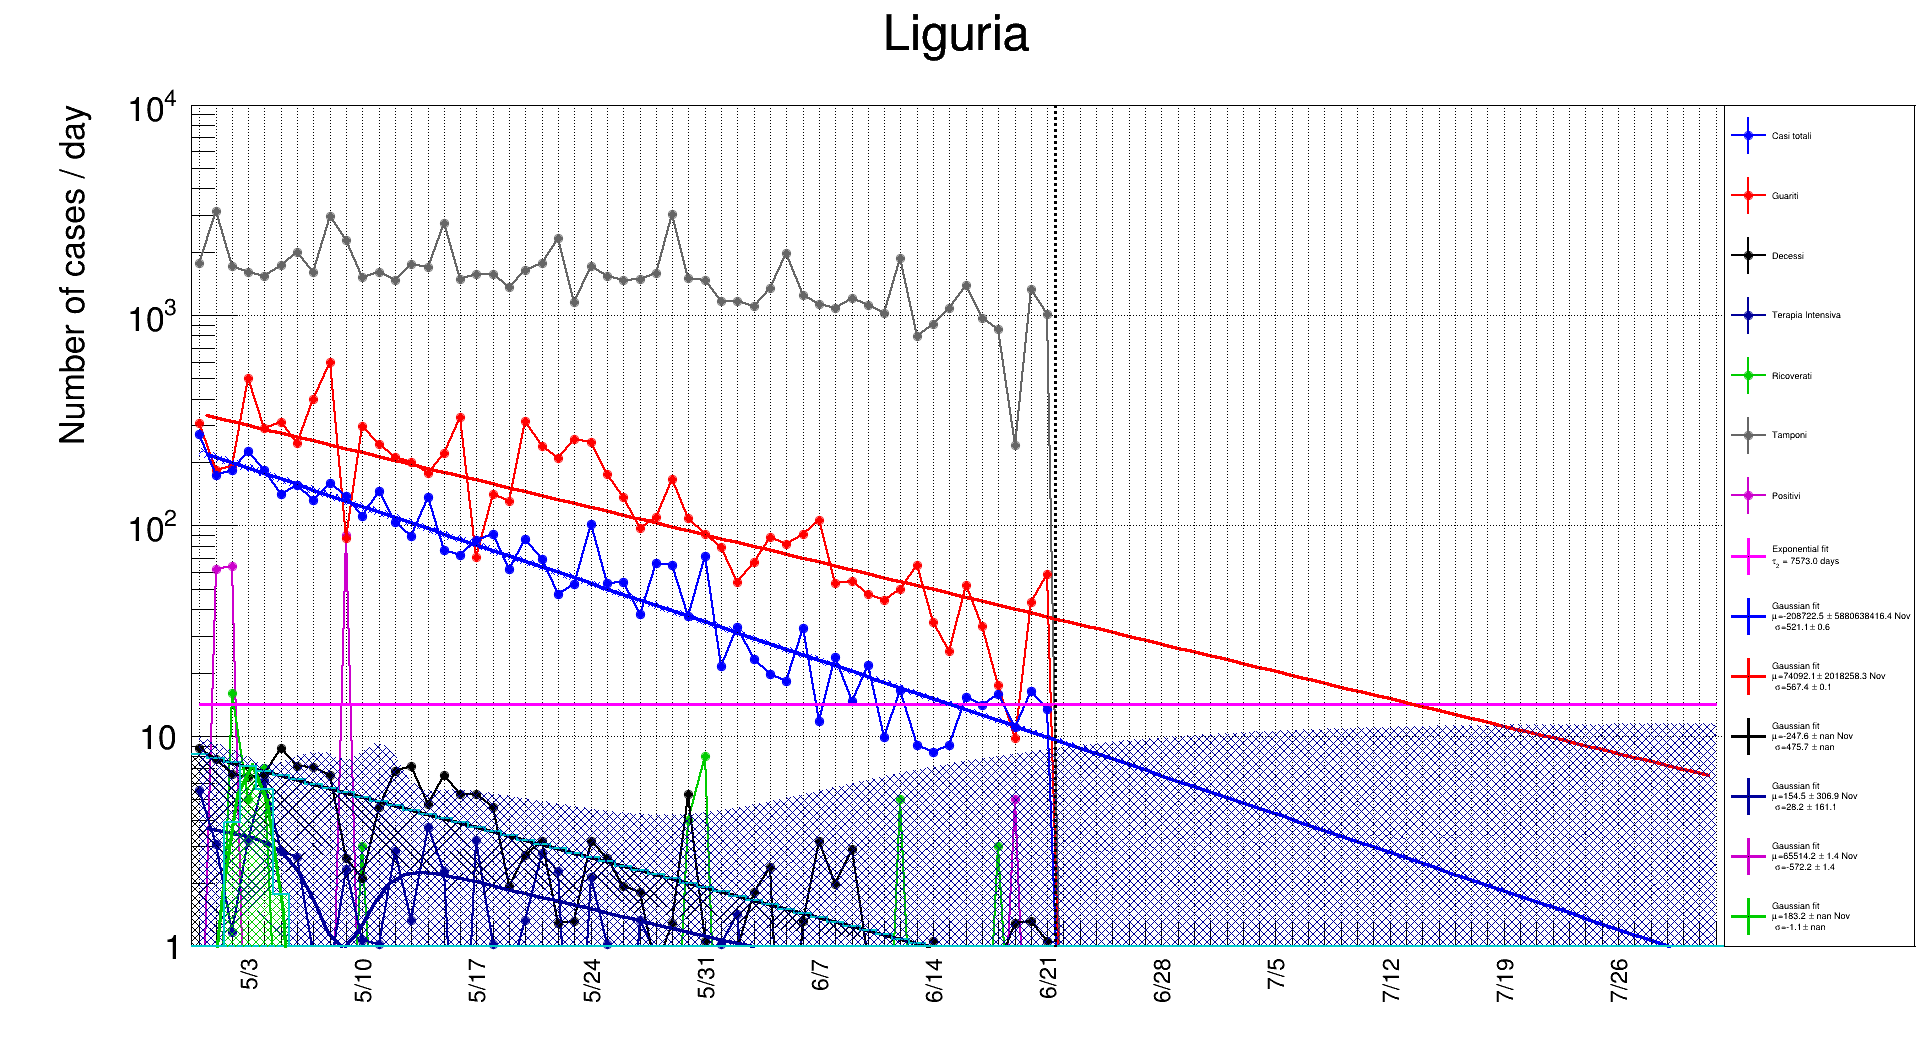 Liguria
Number of cases / day
10^4
10^3
10^2
10
1
5/3
5/10
5/17
5/24
5/31
6/7
6/14
6/21
6/28
7/5
7/12
7/19
7/26
Casi totali
Guariti
Decessi
Terapia Intensiva
Ricoverati
Tamponi
Positivi
Exponential fit
τ_2 = 7573.0 days
Gaussian fit
μ=-208722.5 ± 5880638416.4 Nov
σ=521.1± 0.6
Gaussian fit
μ=74092.1± 2018258.3 Nov
σ=567.4 ± 0.1
Gaussian fit
μ=-247.6 ± nan Nov
σ=475.7 ± nan
Gaussian fit
μ=154.5 ± 306.9 Nov
σ=28.2 ± 161.1
Gaussian fit
μ=65514.2 ± 1.4 Nov
σ=-572.2 ± 1.4
Gaussian fit
μ=183.2 ± nan Nov
σ=-1.1± nan